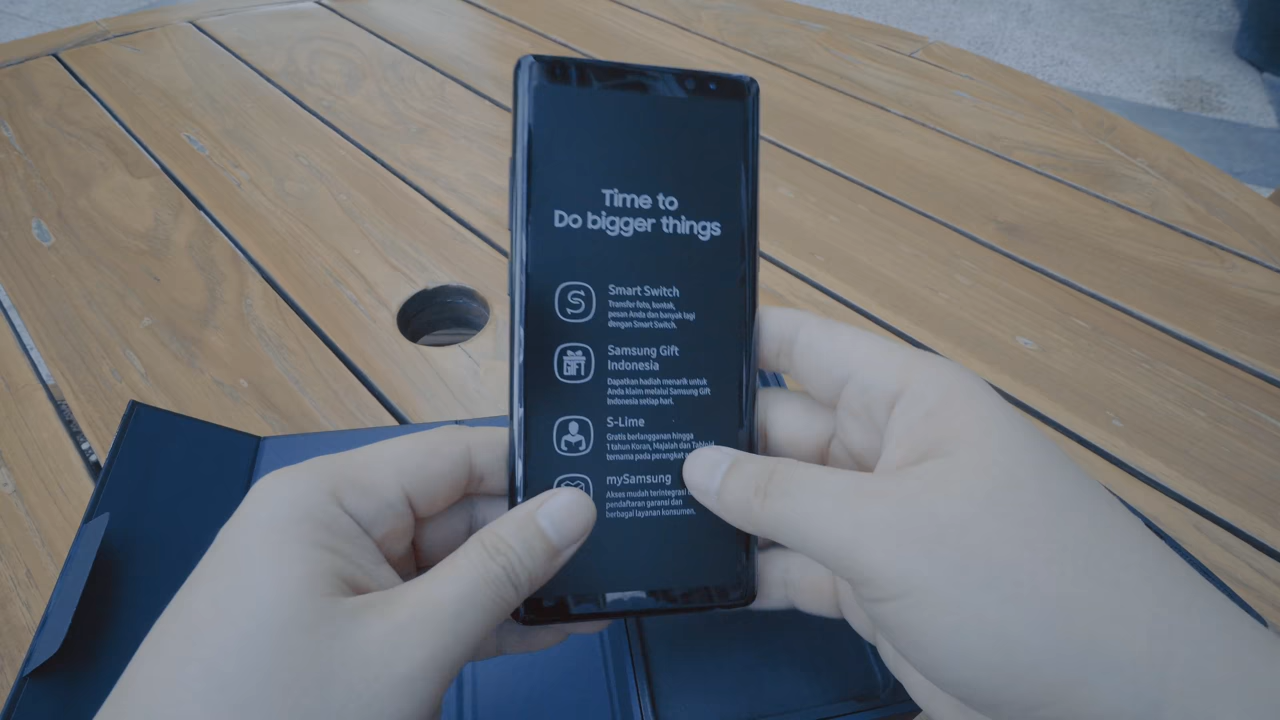 Time to
Do bigger things
Smart Switch
Transfer foto, kontak,
pesan Anda dan banyak lagi
dengan Smart Switch.
GIFT
Samsung Gift
Indonesia
Dapatkan hadiah menarik untuk
Anda klaim melalui Samsung Gift
Indonesia setiap hari.
S-Lime
Gratis berlangganan hingga
1 tahun Koran, Majalah dan Tabloid
ternama pada perangkat
mySamsung
Akses mudah terintegrasi
pendaftaran garansi dan
berbagai layanan konsumen.